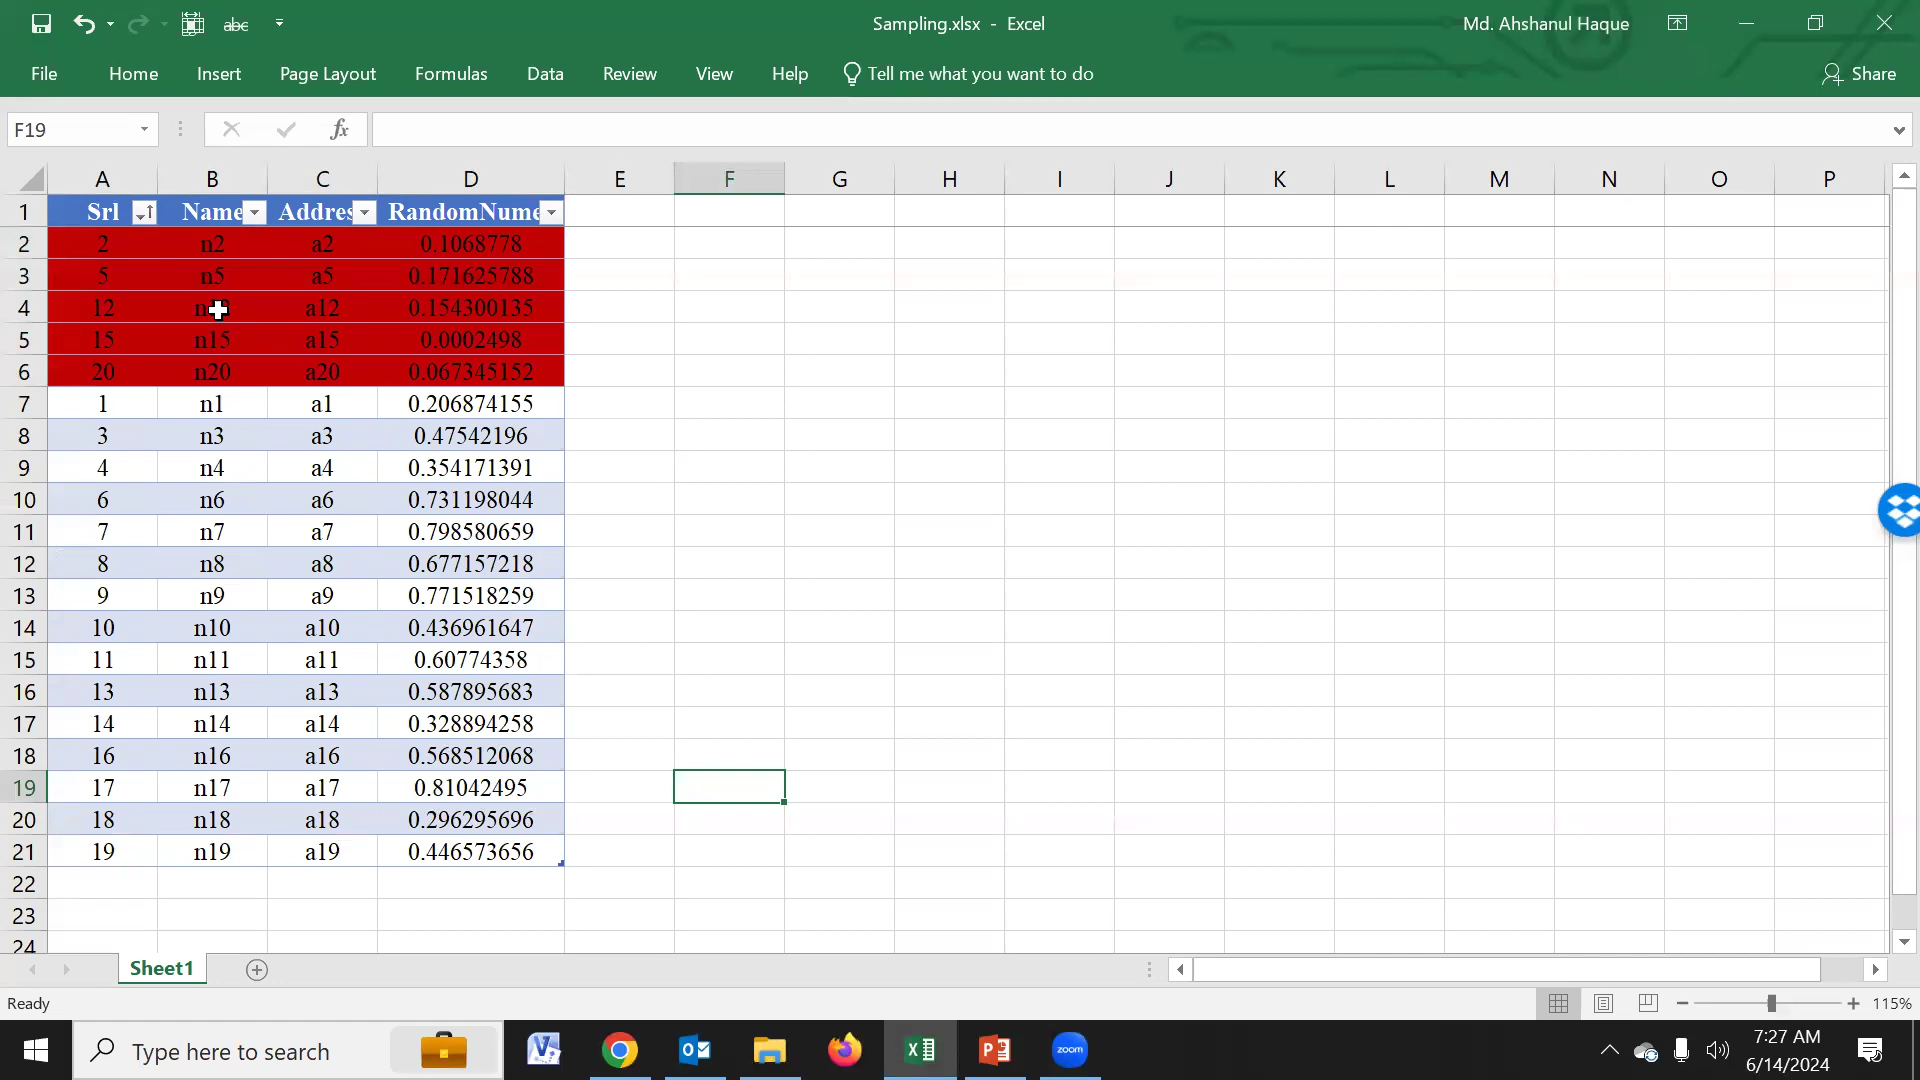 abc
Sampling.xlsx - Excel
Md. Ahshanul Haque
File Home Insert Page Layout Formulas Data Review View Help Tell me what you want to do Share
F19 fx
A B C D E F G H I J K L M N O P
1 Srl Name Addres RandomNume
2 2 n2 a2 0.1068778
3 5 n5 a5 0.171625788
4 12 a12 0.154300135
5 15 n15 a15 0.0002498
6 20 n20 a20 0.067345152
7 1 n1 a1 0.206874155
8 3 n3 a3 0.47542196
9 4 n4 a4 0.354171391
10 6 n6 a6 0.731198044
11 7 n7 a7 0.798580659
12 8 n8 a8 0.677157218
13 9 n9 a9 0.771518259
14 10 n10 a10 0.436961647
15 11 n11 a11 0.60774358
16 13 n13 a13 0.587895683
17 14 n14 a14 0.328894258
18 16 n16 a16 0.568512068
19 17 n17 a17 0.81042495
20 18 n18 a18 0.296295696
21 19 n19 a19 0.446573656
22
23
24
Sheet1
Ready 115%
Type here to search zoom 7:27 AM
6/14/2024